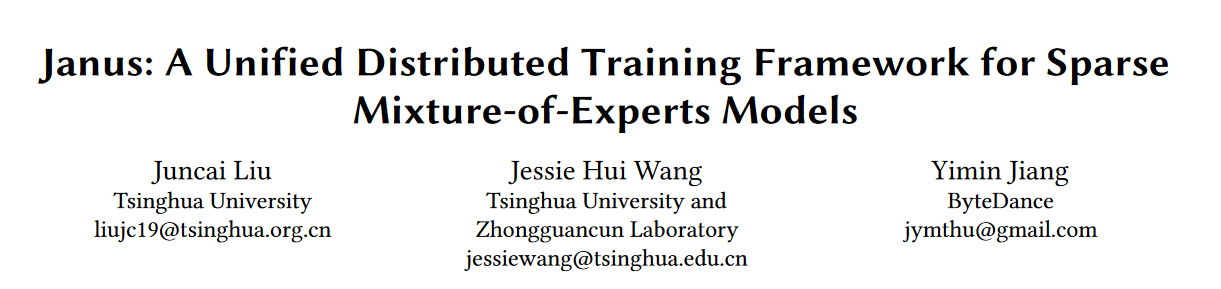 Janus: A Unified Distributed Training Framework for Sparse
Mixture-of-Experts Models
Juncai Liu
Tsinghua University
liujc19@tsinghua.org.cn
Jessie Hui Wang
Tsinghua University and
Zhongguancun Laboratory
jessiewang@tsinghua.edu.cn
Yimin Jiang
ByteDance
jymthu@gmail.com